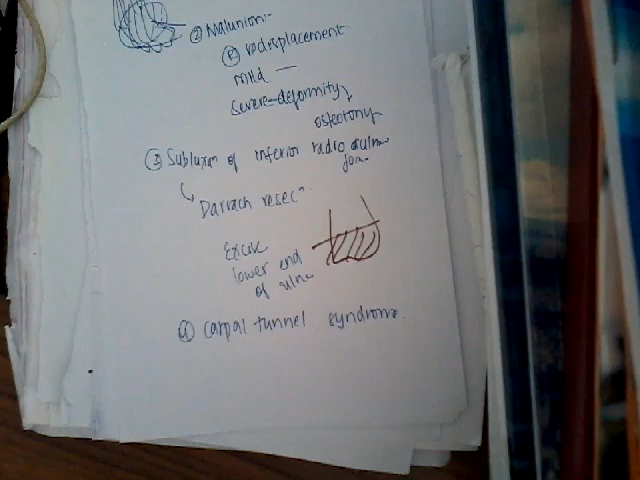 ② Malunion -
Ⓡ redisplacement
mild —
Severe - deformity
osteotomy
③ Subluxn of inferior radio ulnar
Darrach resecⁿ
Excise
lower end
of ulna
④ Carpal tunnel syndrome.